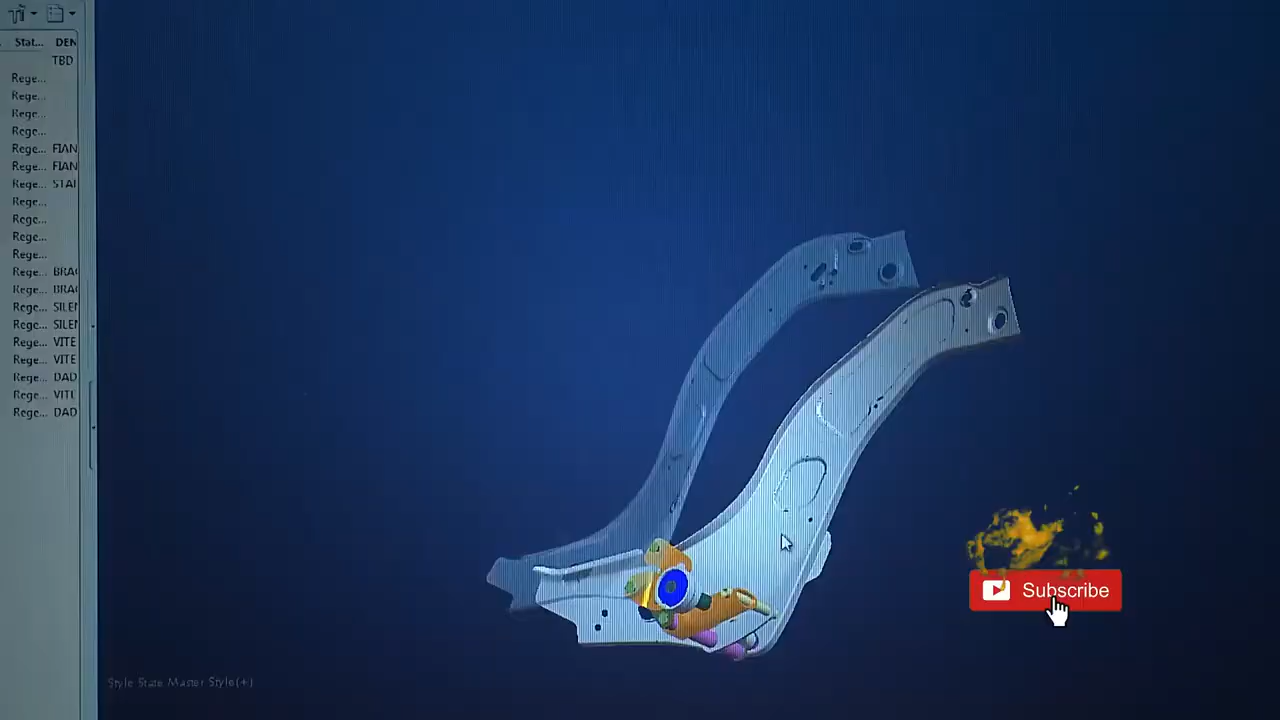 Stat... DEN
TBD
Rege...
Rege...
Rege...
Rege...
Rege... FIAN
Rege... FIAN
Rege... STAI
Rege...
Rege...
Rege...
Rege...
Rege... BRAC
Rege... BRAC
Rege... SILEN
Rege... SILEN
Rege... VITE
Rege... VITE
Rege... DAD
Rege... VITE
Rege... DAD
Subscribe
Style State Master Style(+)